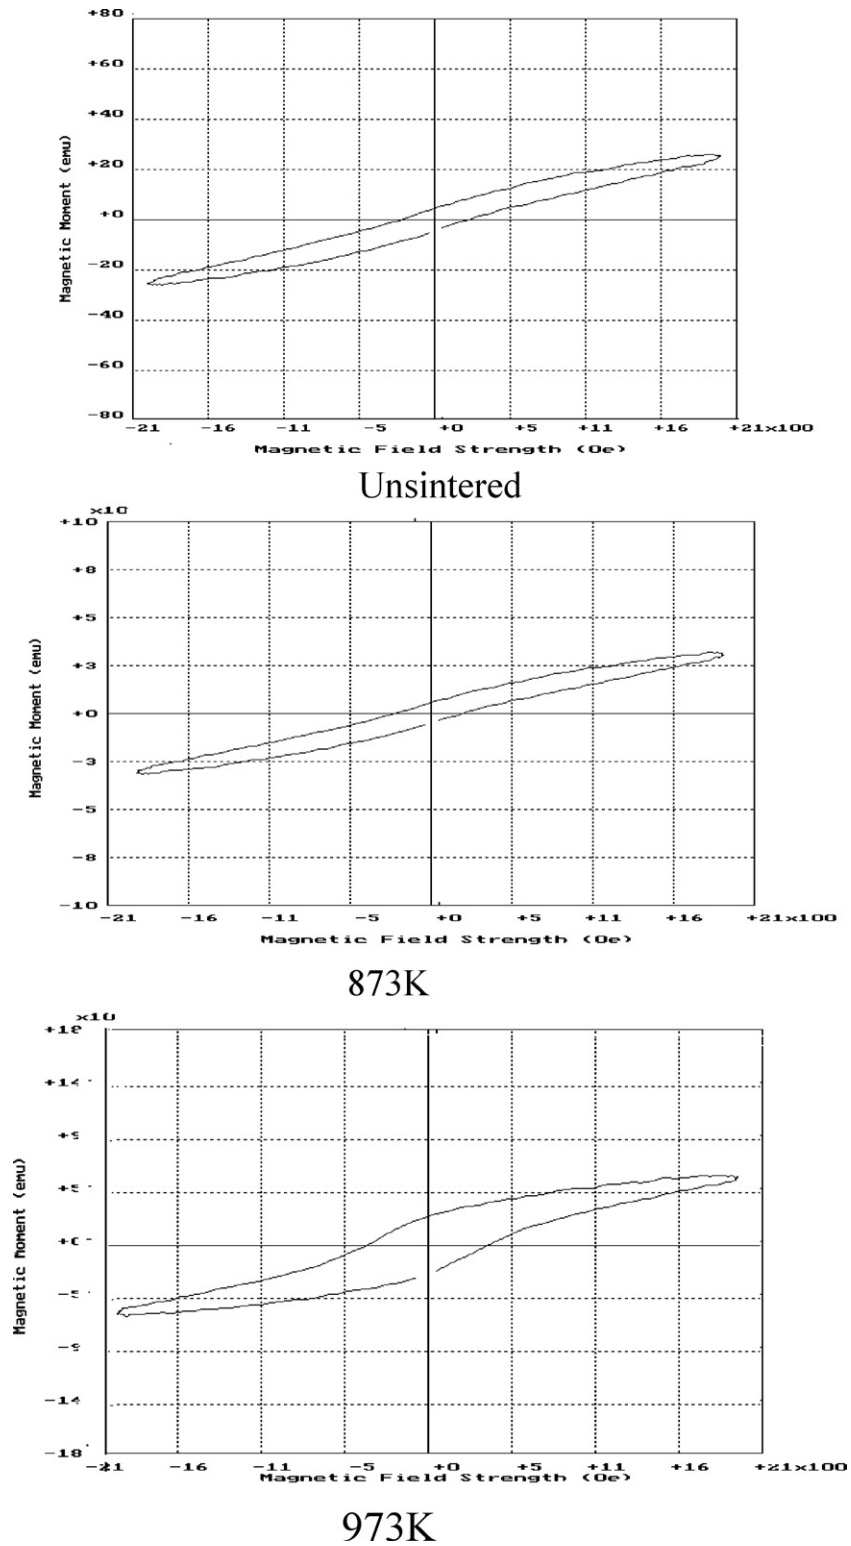 +80
+60
+40
+20
+0
-20
-40
-60
-80
Magnetic Moment (emu)
-21 -16 -11 -5 +0 +5 +11 +16 +21x100
Magnetic Field Strength (Oe)
Unsintered
x10
+10
+8
+5
+3
+0
-3
-5
-8
-10
Magnetic Moment (emu)
-21 -16 -11 -5 +0 +5 +11 +16 +21x100
Magnetic Field Strength (Oe)
873K
x10
+14
-14
-18
Magnetic Moment (emu)
-21 -16 -11 -5 +0 +5 +11 +16 +21x100
Magnetic Field Strength (Oe)
973K